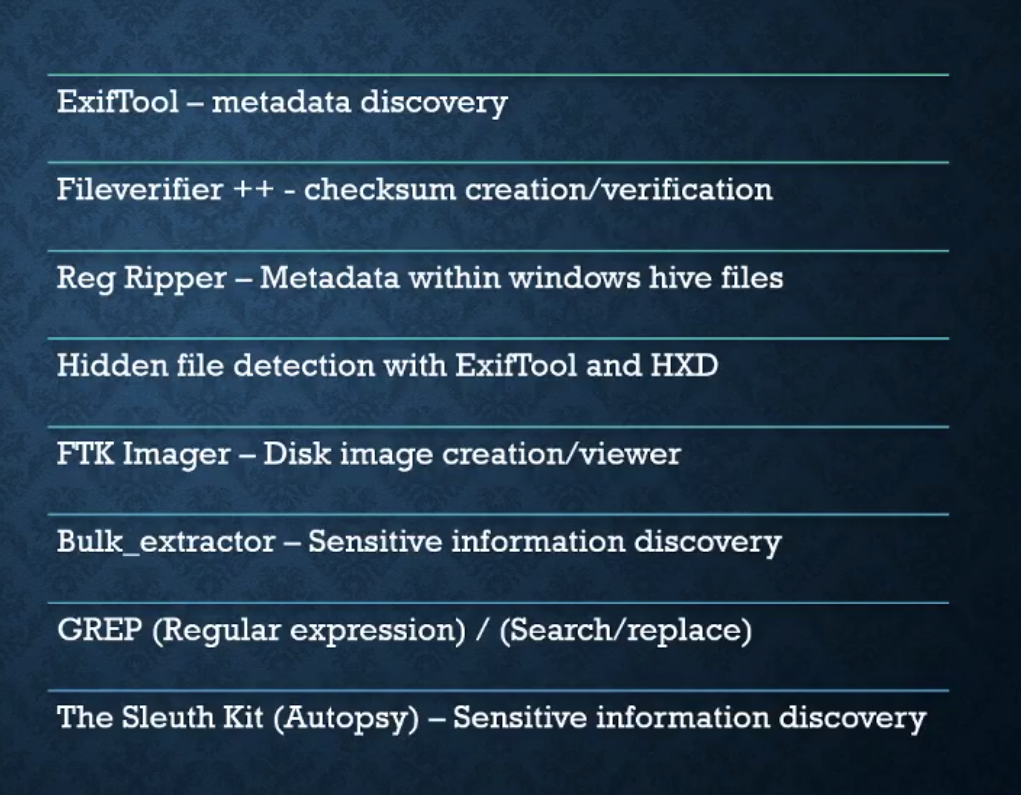 ExifTool – metadata discovery
Fileverifier ++ - checksum creation/verification
Reg Ripper – Metadata within windows hive files
Hidden file detection with ExifTool and HXD
FTK Imager – Disk image creation/viewer
Bulk_extractor – Sensitive information discovery
GREP (Regular expression) / (Search/replace)
The Sleuth Kit (Autopsy) – Sensitive information discovery